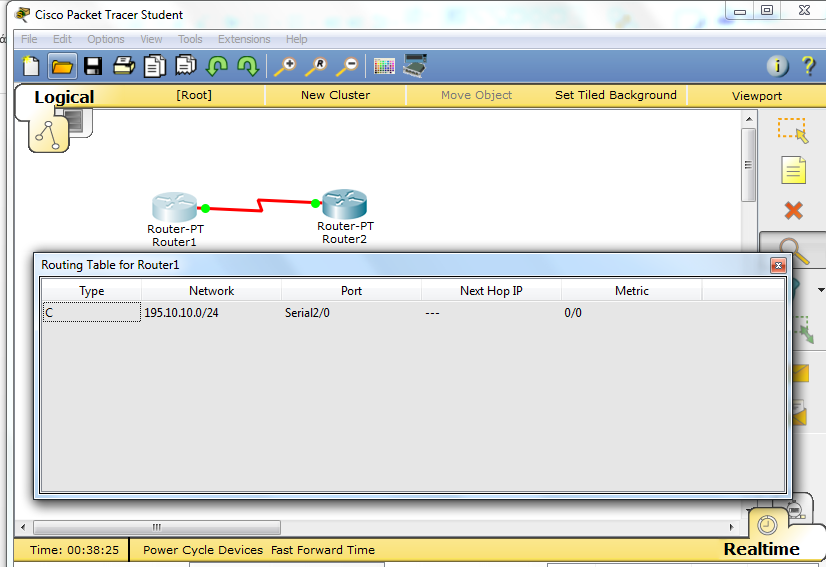 Cisco Packet Tracer Student
File Edit Options View Tools Extensions Help
R
i ?
Logical [Root] New Cluster Move Object Set Tiled Background Viewport
Router-PT
Router1
Router-PT
Router2
Routing Table for Router1
Type Network Port Next Hop IP Metric
C 195.10.10.0/24 Serial2/0 --- 0/0
Time: 00:38:25 Power Cycle Devices Fast Forward Time
Realtime